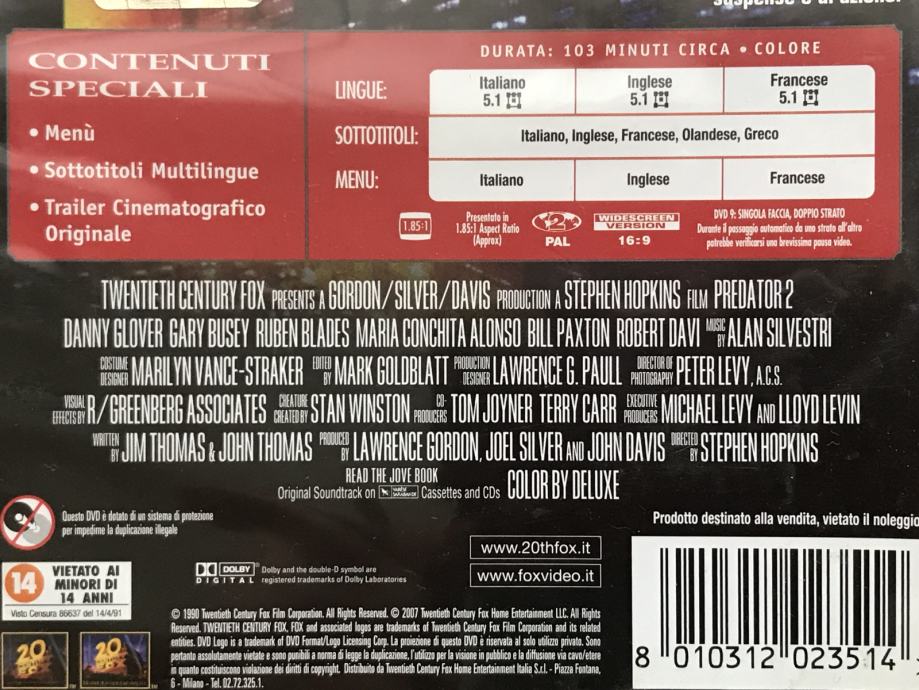 suspense e di azione.
CONTENUTI
SPECIALI
• Menù
• Sottotitoli Multilingue
• Trailer Cinematografico
Originale
DURATA: 103 MINUTI CIRCA • COLORE
LINGUE: Italiano 5.1 Inglese 5.1 Francese 5.1
SOTTOTITOLI: Italiano, Inglese, Francese, Olandese, Greco
MENU: Italiano Inglese Francese
1.85:1
Presentato in
1.85:1 Aspect Ratio
(Approx)
2
PAL
WIDESCREEN
VERSION
16:9
DVD 9: SINGOLA FACCIA, DOPPIO STRATO
Durante il passaggio automatico da uno strato all'altro
potrebbe verificarsi una brevissima pausa video.
TWENTIETH CENTURY FOX PRESENTS A GORDON/SILVER/DAVIS PRODUCTION A STEPHEN HOPKINS FILM PREDATOR 2
DANNY GLOVER GARY BUSEY RUBEN BLADES MARIA CONCHITA ALONSO BILL PAXTON ROBERT DAVI MUSIC BY ALAN SILVESTRI
COSTUME DESIGNER MARILYN VANCE-STRAKER EDITED BY MARK GOLDBLATT PRODUCTION DESIGNER LAWRENCE G. PAULL DIRECTOR OF PHOTOGRAPHY PETER LEVY, A.C.S.
VISUAL EFFECTS BY R/GREENBERG ASSOCIATES CREATURE CREATED BY STAN WINSTON CO-PRODUCERS TOM JOYNER TERRY CARR EXECUTIVE PRODUCERS MICHAEL LEVY AND LLOYD LEVIN
WRITTEN BY JIM THOMAS & JOHN THOMAS PRODUCED BY LAWRENCE GORDON, JOEL SILVER AND JOHN DAVIS DIRECTED BY STEPHEN HOPKINS
READ THE JOVE BOOK
Original Soundtrack on VARÈSE SARABANDE Cassettes and CDs COLOR BY DELUXE
Questo DVD è dotato di un sistema di protezione
per impedirne la duplicazione illegale
Prodotto destinato alla vendita, vietato il noleggio
14
VIETATO AI
MINORI DI
14 ANNI
Visto Censura 86637 del 14/4/91
DOLBY
DIGITAL
Dolby and the double-D symbol are
registered trademarks of Dolby Laboratories
www.20thfox.it
www.foxvideo.it
© 1990 Twentieth Century Fox Film Corporation. All Rights Reserved. © 2007 Twentieth Century Fox Home Entertainment LLC. All Rights
Reserved. TWENTIETH CENTURY FOX, FOX and associated logos are trademarks of Twentieth Century Fox Film Corporation and its related
entities. DVD Logo is a trademark of DVD Format/Logo Licensing Corp. La proiezione di questo DVD è riservata al solo utilizzo privato. Sono
pertanto assolutamente vietate e sono punibili a norma di legge la duplicazione, l'utilizzo per la visione in pubblico e la diffusione via cavo/etere
in quanto costituiscono violazione dei diritti di copyright. Distribuito da Twentieth Century Fox Home Entertainment Italia S.r.l. - Piazza Fontana,
6 - Milano - Tel. 02.72.325.1.
8 010312 023514